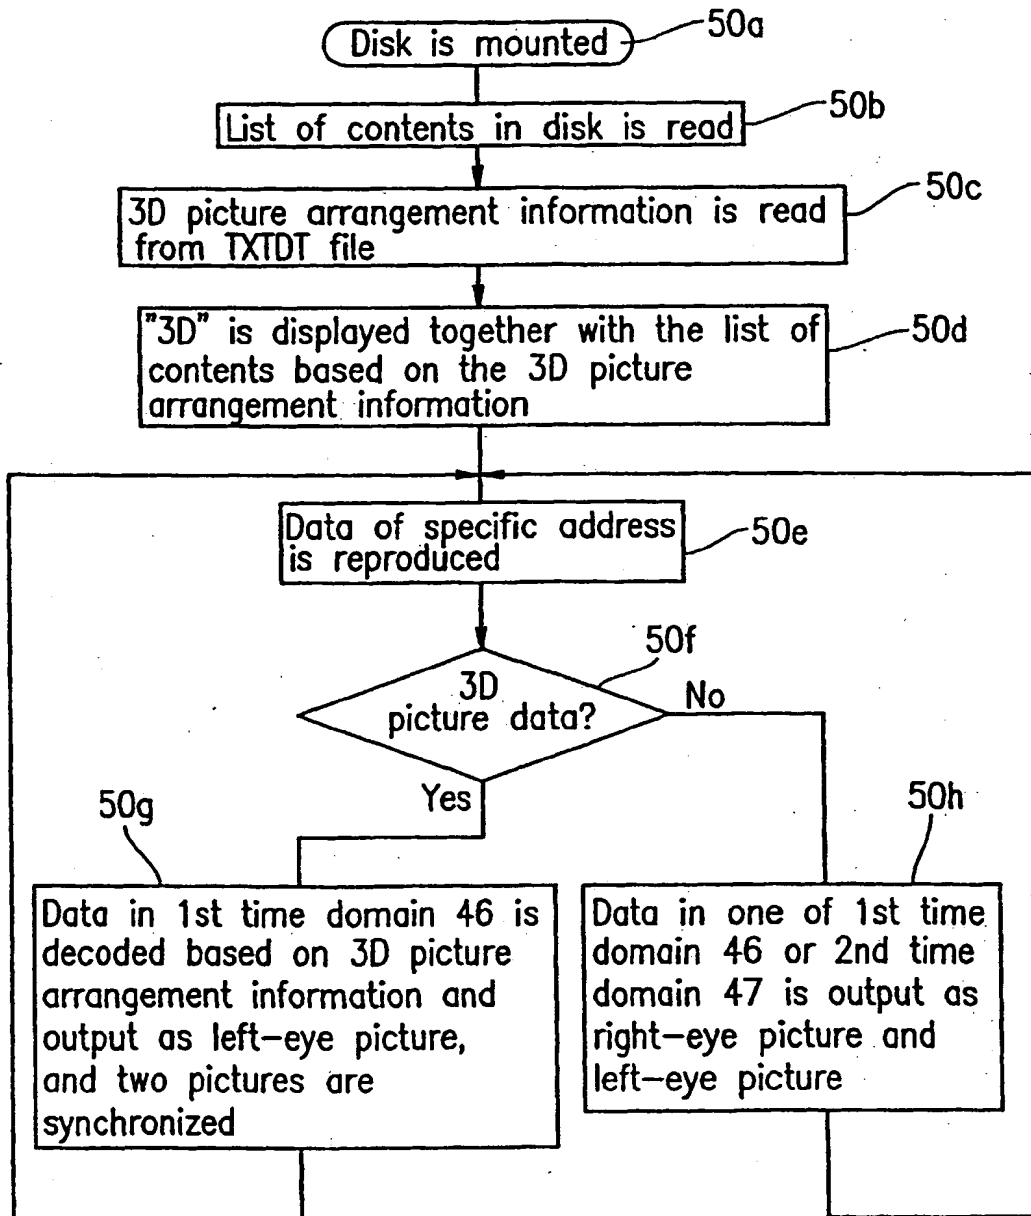 Disk is mounted
50a
List of contents in disk is read
50b
3D picture arrangement information is read
from TXTDT file
50c
"3D" is displayed together with the list of
contents based on the 3D picture
arrangement information
50d
Data of specific address
is reproduced
50e
50f
3D
picture data?
No
Yes
50g
50h
Data in 1st time domain 46 is
decoded based on 3D picture
arrangement information and
output as left-eye picture,
and two pictures are
synchronized
Data in one of 1st time
domain 46 or 2nd time
domain 47 is output as
right-eye picture and
left-eye picture